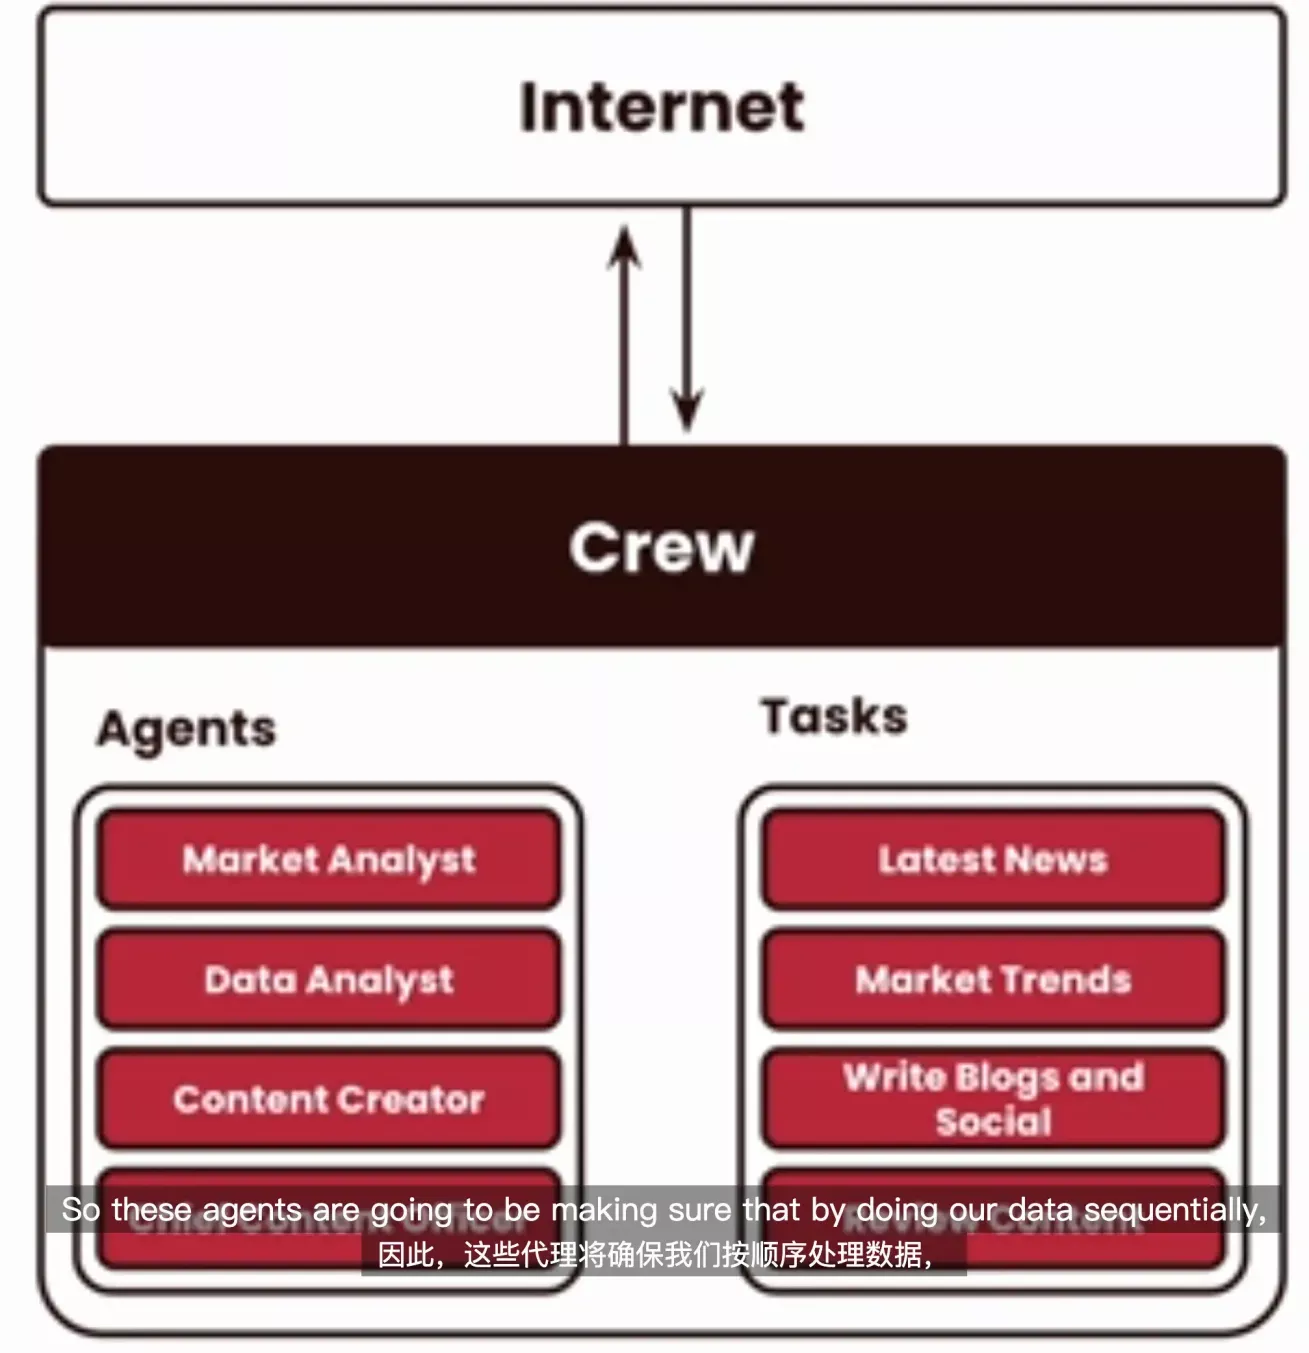 Internet
Crew
Agents
Tasks
Market Analyst
Data Analyst
Content Creator
Latest News
Market Trends
Write Blogs and
Social
So these agents are going to be making sure that by doing our data sequentially,
因此，这些代理将确保我们按顺序处理数据，